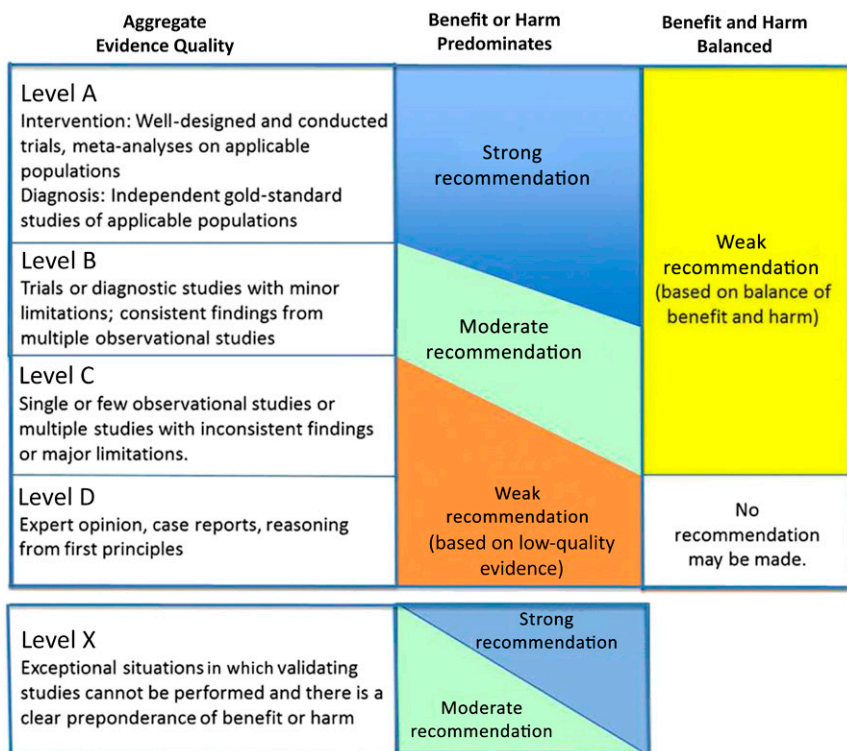 Aggregate
Evidence Quality
Benefit or Harm
Predominates
Benefit and Harm
Balanced
Level A
Intervention: Well-designed and conducted
trials, meta-analyses on applicable
populations
Diagnosis: Independent gold-standard
studies of applicable populations
Strong
recommendation
Weak
recommendation
(based on balance of
benefit and harm)
Level B
Trials or diagnostic studies with minor
limitations; consistent findings from
multiple observational studies
Moderate
recommendation
Level C
Single or few observational studies or
multiple studies with inconsistent findings
or major limitations.
Level D
Expert opinion, case reports, reasoning
from first principles
Weak
recommendation
(based on low-quality
evidence)
No
recommendation
may be made.
Level X
Exceptional situations in which validating
studies cannot be performed and there is a
clear preponderance of benefit or harm
Strong
recommendation
Moderate
recommendation